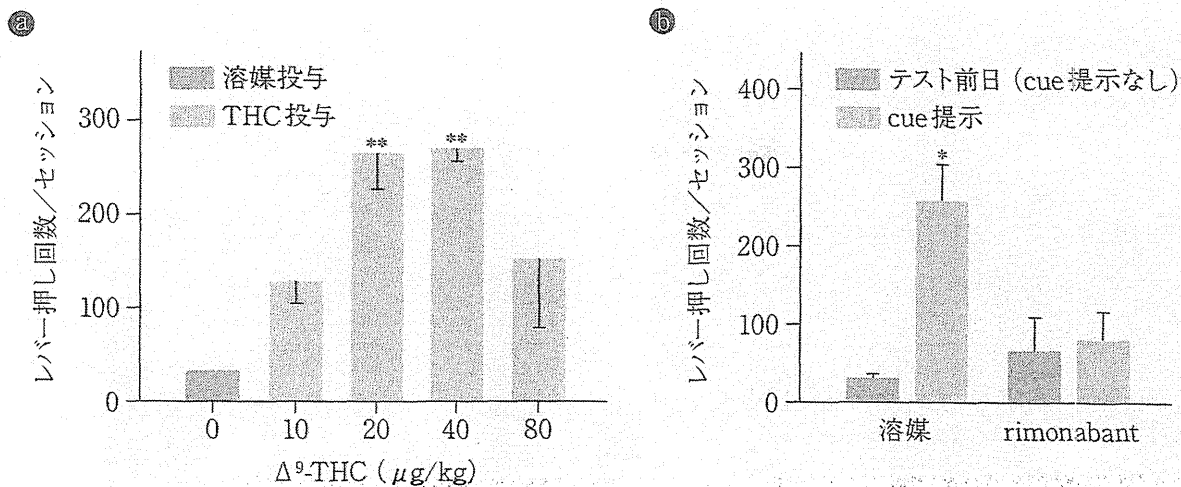 a
レバー押し回数/セッション
溶媒投与
THC投与
300
200
100
0
** **
0 10 20 40 80
Δ⁹-THC (μg/kg)
b
レバー押し回数/セッション
テスト前日 (cue提示なし)
cue提示
400
300
200
100
0
*
溶媒 rimonabant